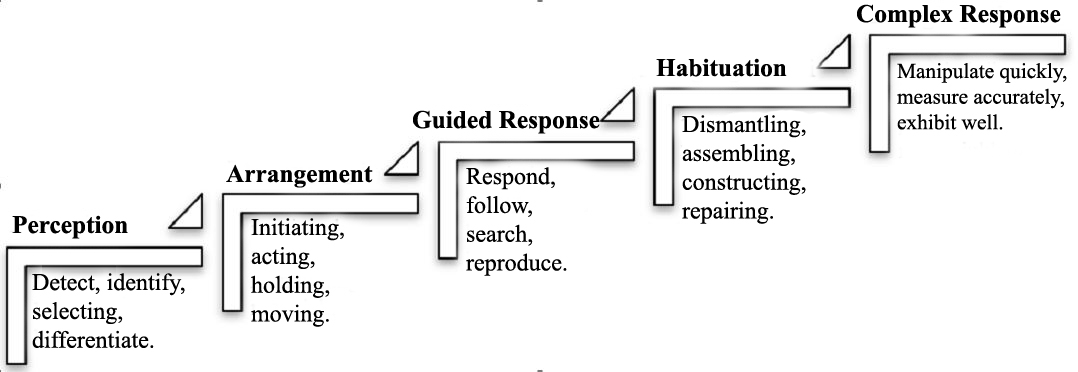 Perception
Detect, identify,
selecting,
differentiate.
Arrangement
Initiating,
acting,
holding,
moving.
Guided Response
Respond,
follow,
search,
reproduce.
Habituation
Dismantling,
assembling,
constructing,
repairing.
Complex Response
Manipulate quickly,
measure accurately,
exhibit well.